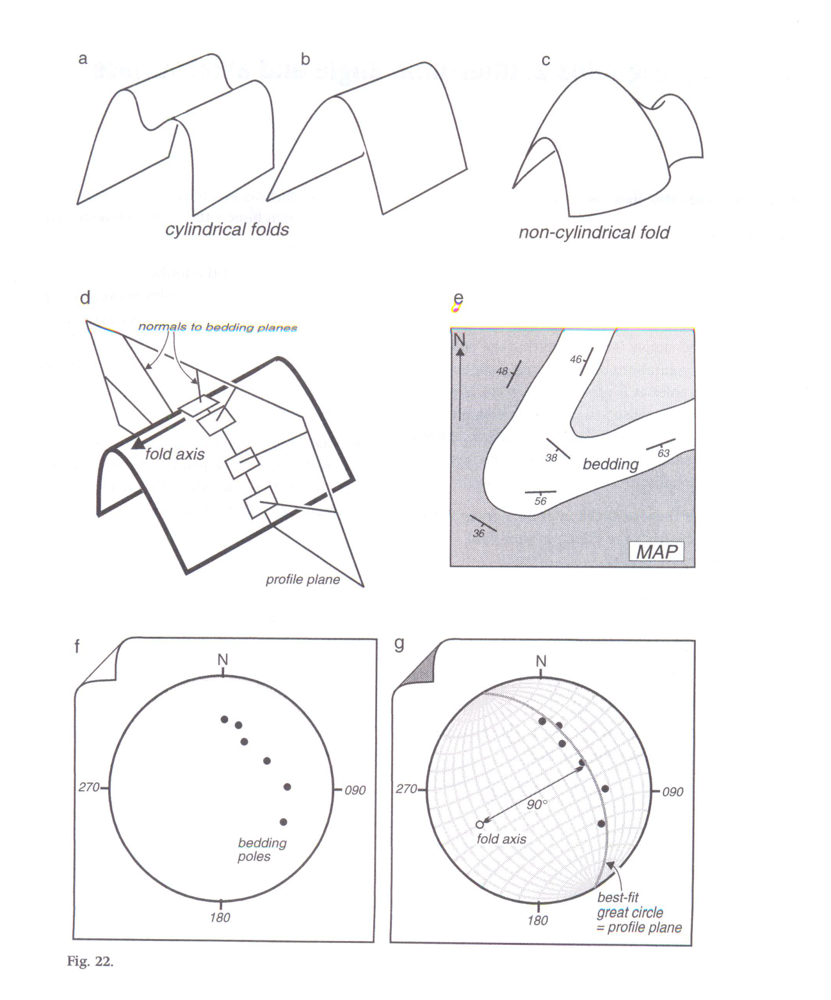 a
b
c
cylindrical folds
non-cylindrical fold
d
normals to bedding planes
fold axis
profile plane
e
N
46
48
38
bedding
63
56
36
MAP
f
N
270
090
bedding
poles
180
g
N
270
090
90°
fold axis
best-fit
great circle
= profile plane
180
Fig. 22.